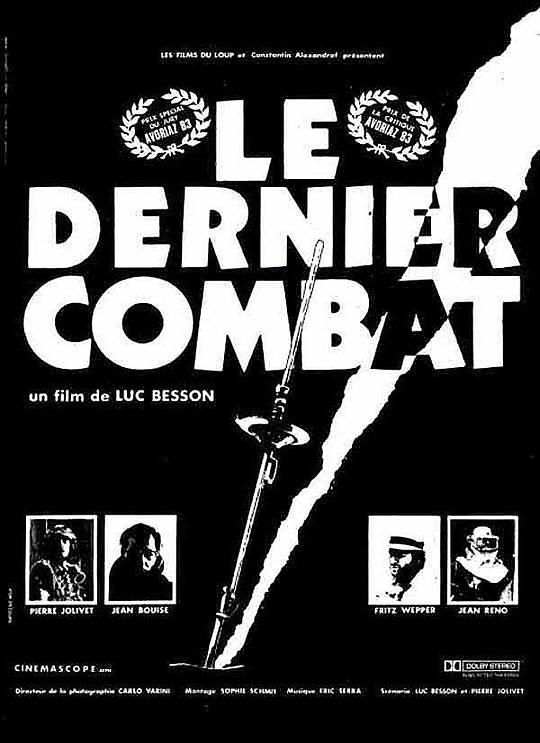 LES FILMS DU LOUP et Constantin Alexandrof présentent
PRIX SPECIAL
DU JURY
AVORIAZ 83
PRIX DE
LA CRITIQUE
AVORIAZ 83
LE
DERNIER
COMBAT
un film de LUC BESSON
PIERRE JOLIVET
JEAN BOUISE
FRITZ WEPPER
JEAN RENO
CINEMASCOPE
DOLBY STEREO
Directeur de la photographie CARLO VARINI Montage SOPHIE SCHMIT Musique ERIC SERRA Scénario LUC BESSON et PIERRE JOLIVET